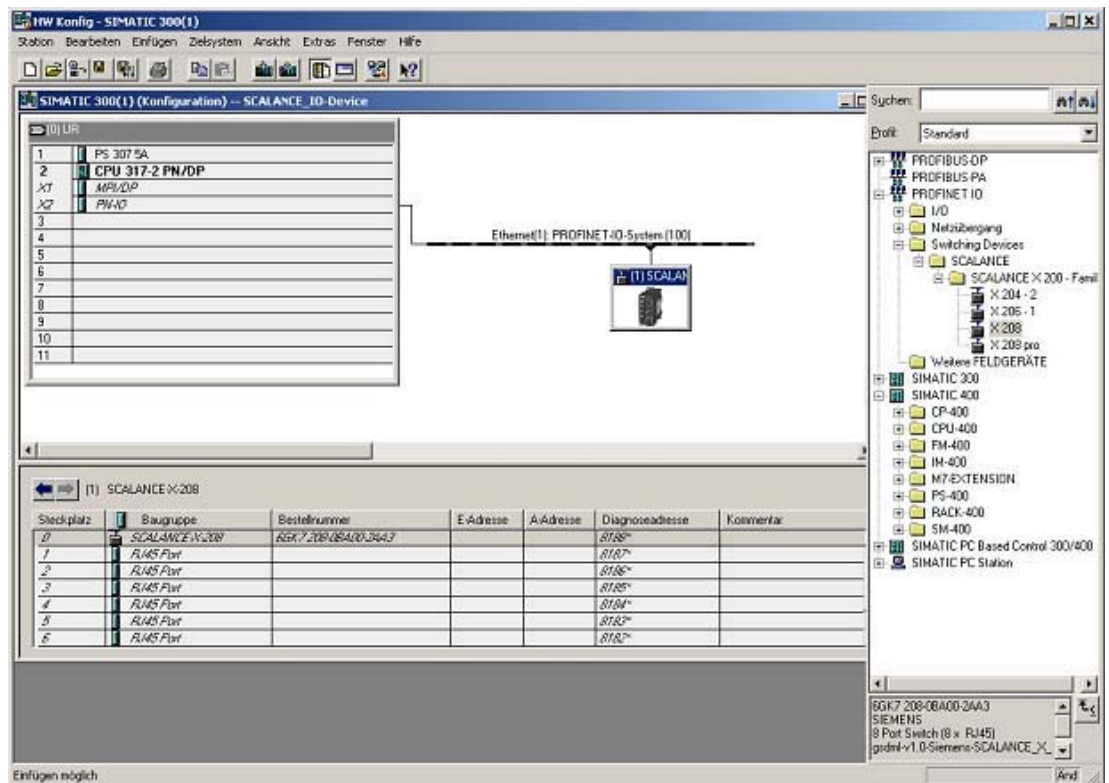 HW Konfig - SIMATIC 300(1)
Station Bearbeiten Einfügen Zielsystem Ansicht Extras Fenster Hilfe
SIMATIC 300(1) (Konfiguration) -- SCALANCE_IO-Device
(0) UR
1 PS 307 5A
2 CPU 317-2 PN/DP
X1 MPI/DP
X2 PN-IO
3
4
5
6
7
8
9
10
11
Ethernet(1): PROFINET-IO-System (100)
(1) SCALAN
(1) SCALANCE X-208
Steckplatz Baugruppe Bestellnummer E-Adresse A-Adresse Diagnoseadresse Kommentar
0 SCALANCE X-208 6GK7 208-0BA00-2AA3 8188*
1 RJ45 Port 8187*
2 RJ45 Port 8186*
3 RJ45 Port 8185*
4 RJ45 Port 8184*
5 RJ45 Port 8183*
6 RJ45 Port 8182*
Suchen:
Profil: Standard
PROFIBUS-DP
PROFIBUS-PA
PROFINET IO
I/O
Netzübergang
Switching Devices
SCALANCE
SCALANCE X 200 - Famil
X 204 - 2
X 206 - 1
X 208
X 208 pro
Weitere FELDGERÄTE
SIMATIC 300
SIMATIC 400
CP-400
CPU-400
FM-400
IM-400
M7-EXTENSION
PS-400
RACK-400
SM-400
SIMATIC PC Based Control 300/400
SIMATIC PC Station
6GK7 208-0BA00-2AA3
SIEMENS
8 Port Switch (8 x RJ45)
gsdml-v1.0-Siemens-SCALANCE_X_
Einfügen möglich
Änd